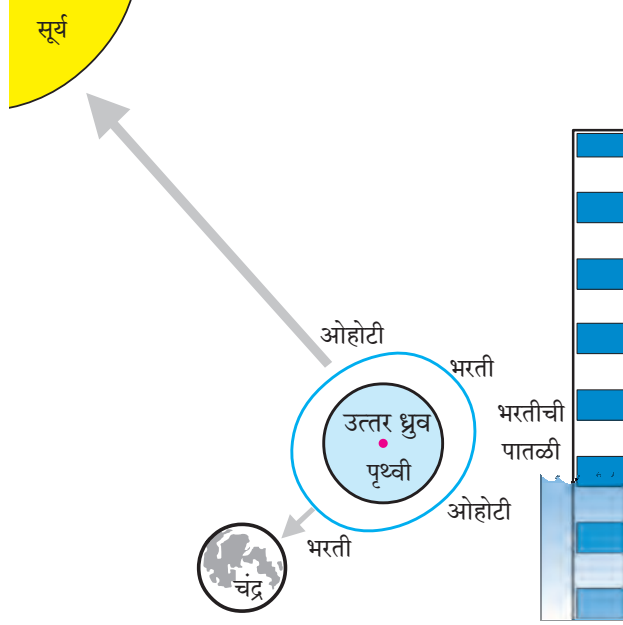 सूर्य
ओहोटी
भरती
उत्तर ध्रुव
पृथ्वी
भरतीची
पातळी
ओहोटी
भरती
चंद्र